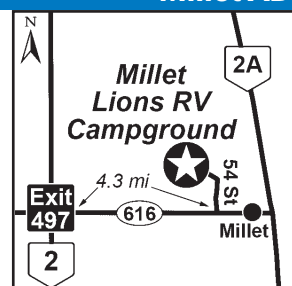 N
2A
Millet
Lions RV
Campground
54 St
4.3 mi
Exit
497
616
Millet
2